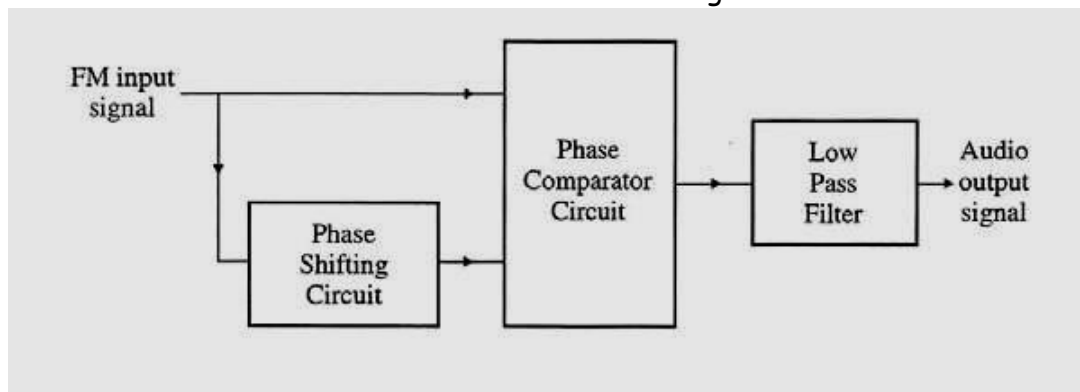 FM input
signal
Phase
Shifting
Circuit
Phase
Comparator
Circuit
Low
Pass
Filter
Audio
output
signal